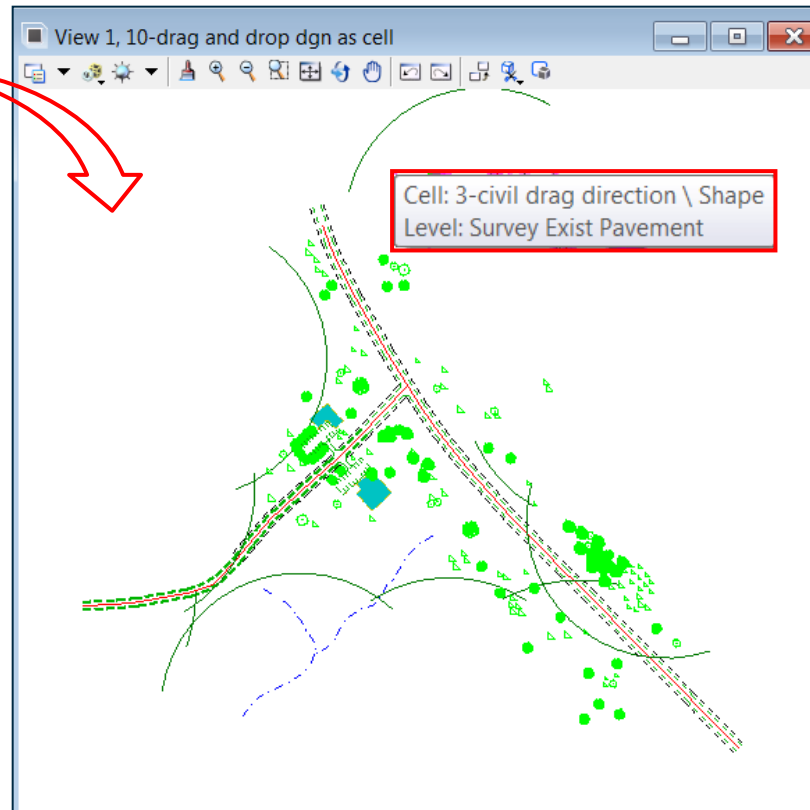 View 1, 10-drag and drop dgn as cell
Cell: 3-civil drag direction \ Shape
Level: Survey Exist Pavement